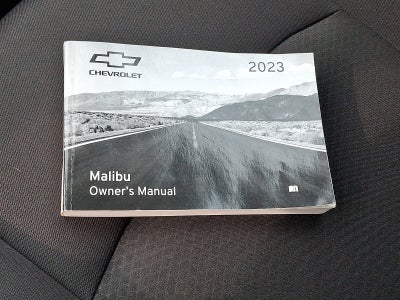 CHEVROLET
2023
Malibu
Owner's Manual